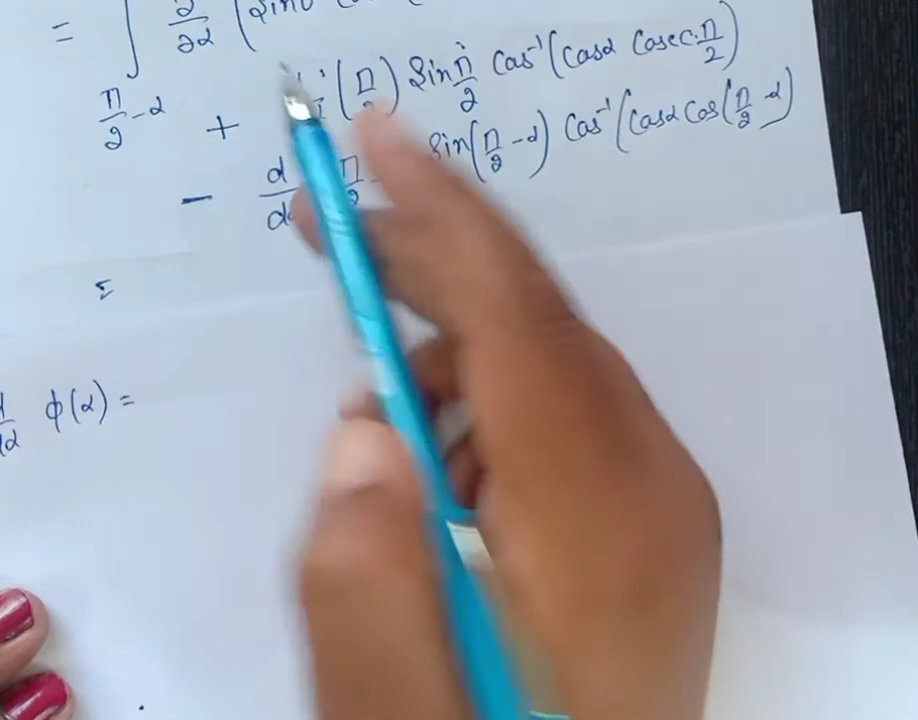 = ∫ ∂/∂α (Sinθ
π/2-α
+ (π/2) Sin π/2 Cos⁻¹(Cosα Cosec π/2)
- d/dα π/2 Sin(π/2-α) Cos⁻¹(Cosα Cos(π/2-α)
=
d/dα ϕ(α) =